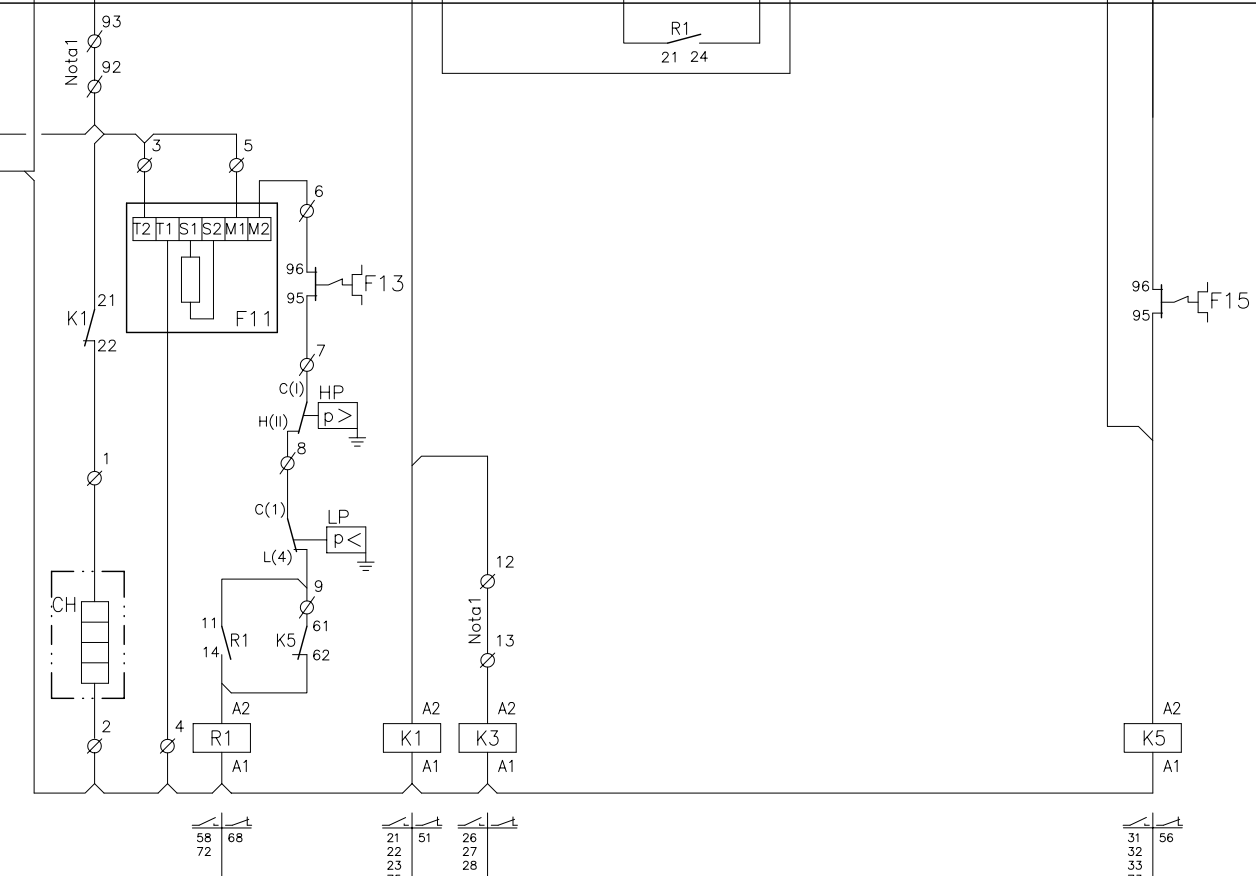 93
R1
21 24
Nota1
92
3
5
6
T2 T1 S1 S2 M1 M2
96
F13
95
96
F15
95
21
K1
22
F11
7
C(I)
HP
H(II)
p >
8
1
C(1)
LP
L(4)
p <
12
9
CH
Nota1
11
61
R1
K5
14
62
13
A2
A2
A2
A2
2
4
R1
K1
K3
K5
A1
A1
A1
A1
58 68
72
21 51
22
23
26
27
28
31 56
32
33